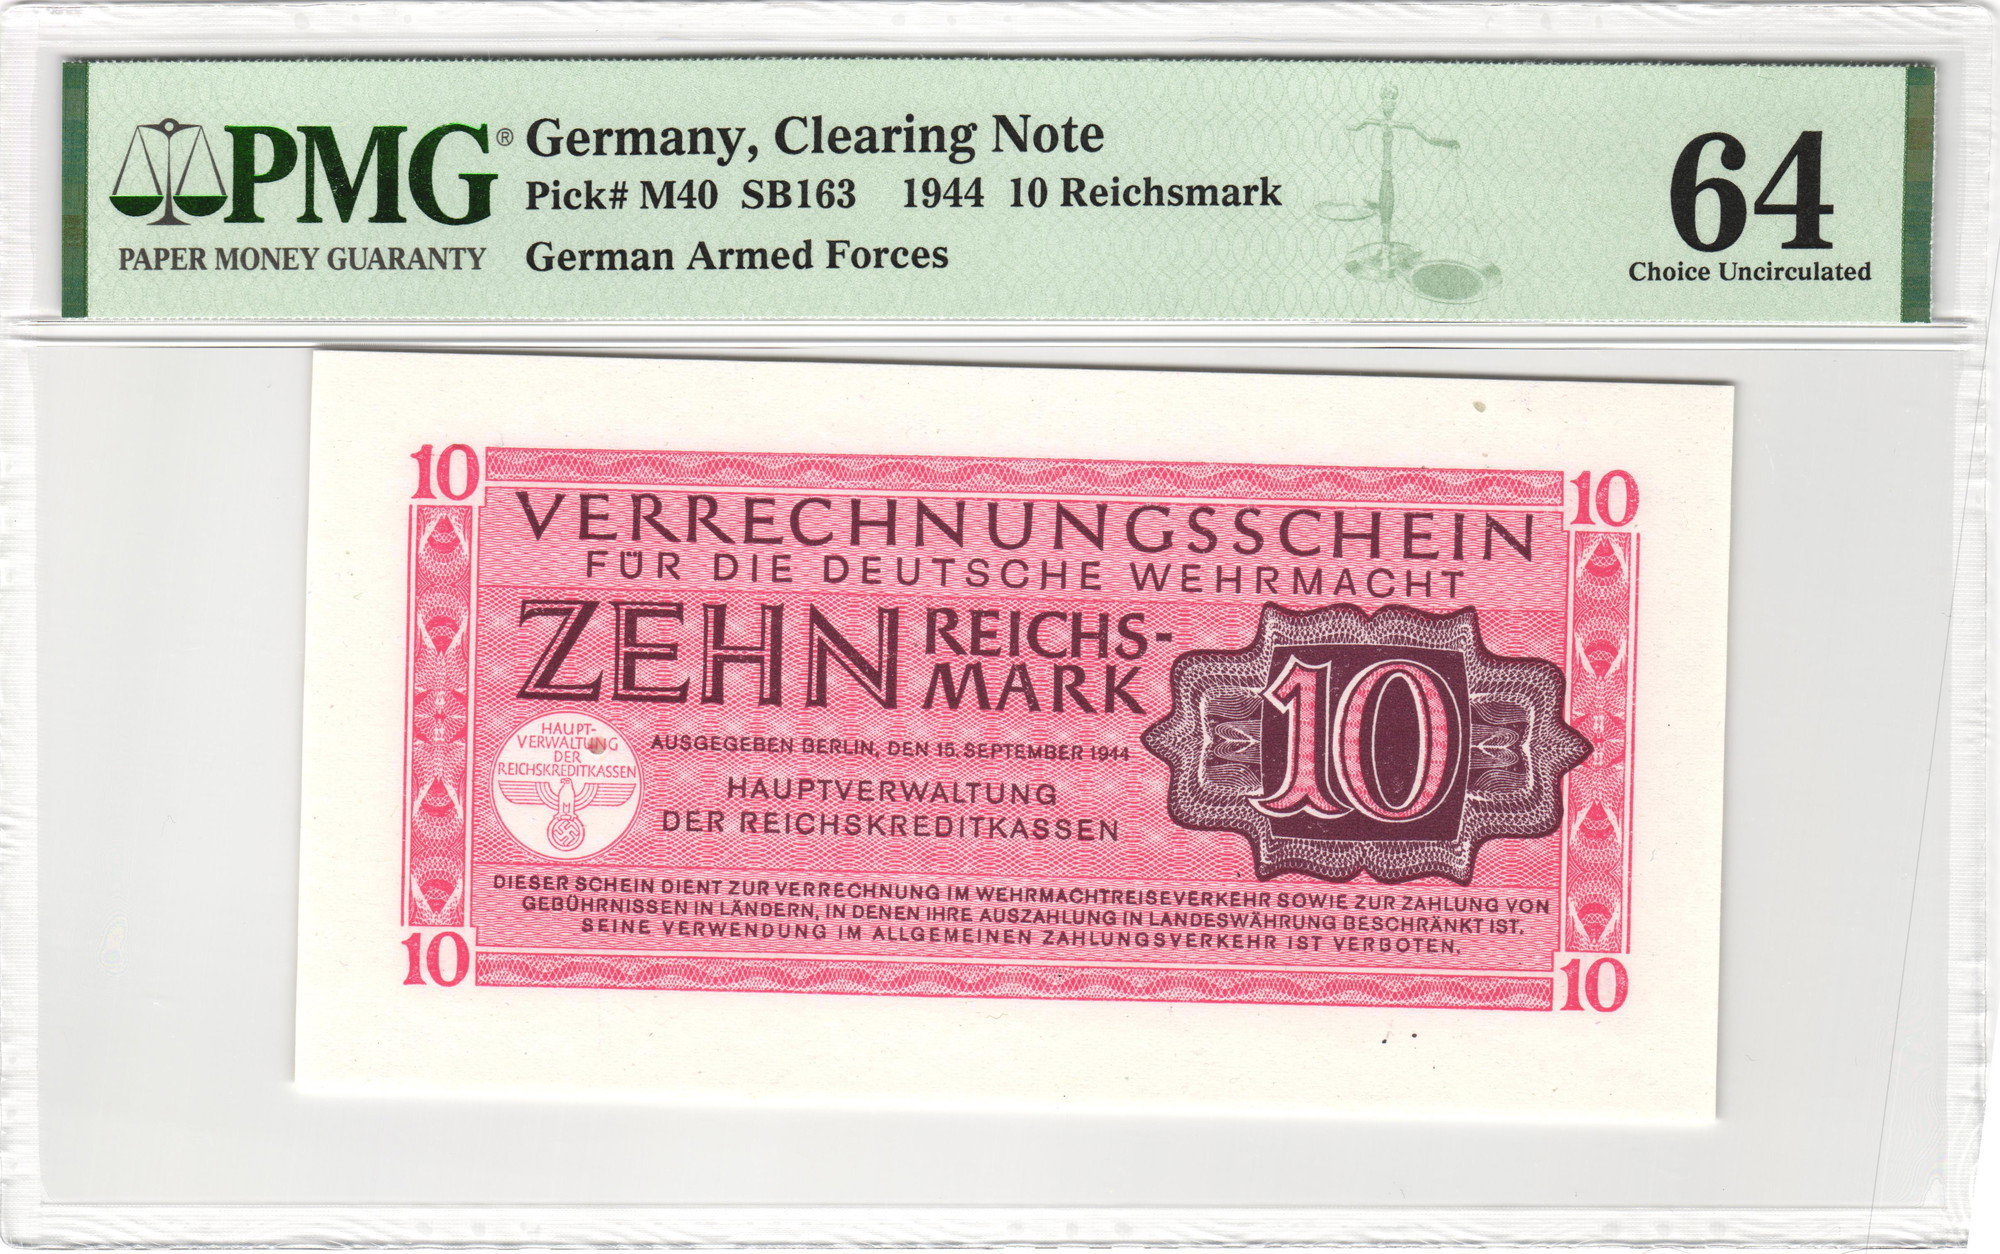 PMG®
PAPER MONEY GUARANTY
Germany, Clearing Note
Pick# M40 SB163 1944 10 Reichsmark
German Armed Forces
64
Choice Uncirculated
10
10
VERRECHNUNGSSCHEIN
FÜR DIE DEUTSCHE WEHRMACHT
ZEHN REICHS-
MARK
10
HAUPT-
VERWALTUNG
DER
REICHSKREDITKASSEN
AUSGEGEBEN BERLIN, DEN 15. SEPTEMBER 1944
HAUPTVERWALTUNG
DER REICHSKREDITKASSEN
DIESER SCHEIN DIENT ZUR VERRECHNUNG IM WEHRMACHTREISEVERKEHR SOWIE ZUR ZAHLUNG VON
GEBÜHRNISSEN IN LÄNDERN, IN DENEN IHRE AUSZAHLUNG IN LANDESWÄHRUNG BESCHRÄNKT IST.
SEINE VERWENDUNG IM ALLGEMEINEN ZAHLUNGSVERKEHR IST VERBOTEN.
10
10